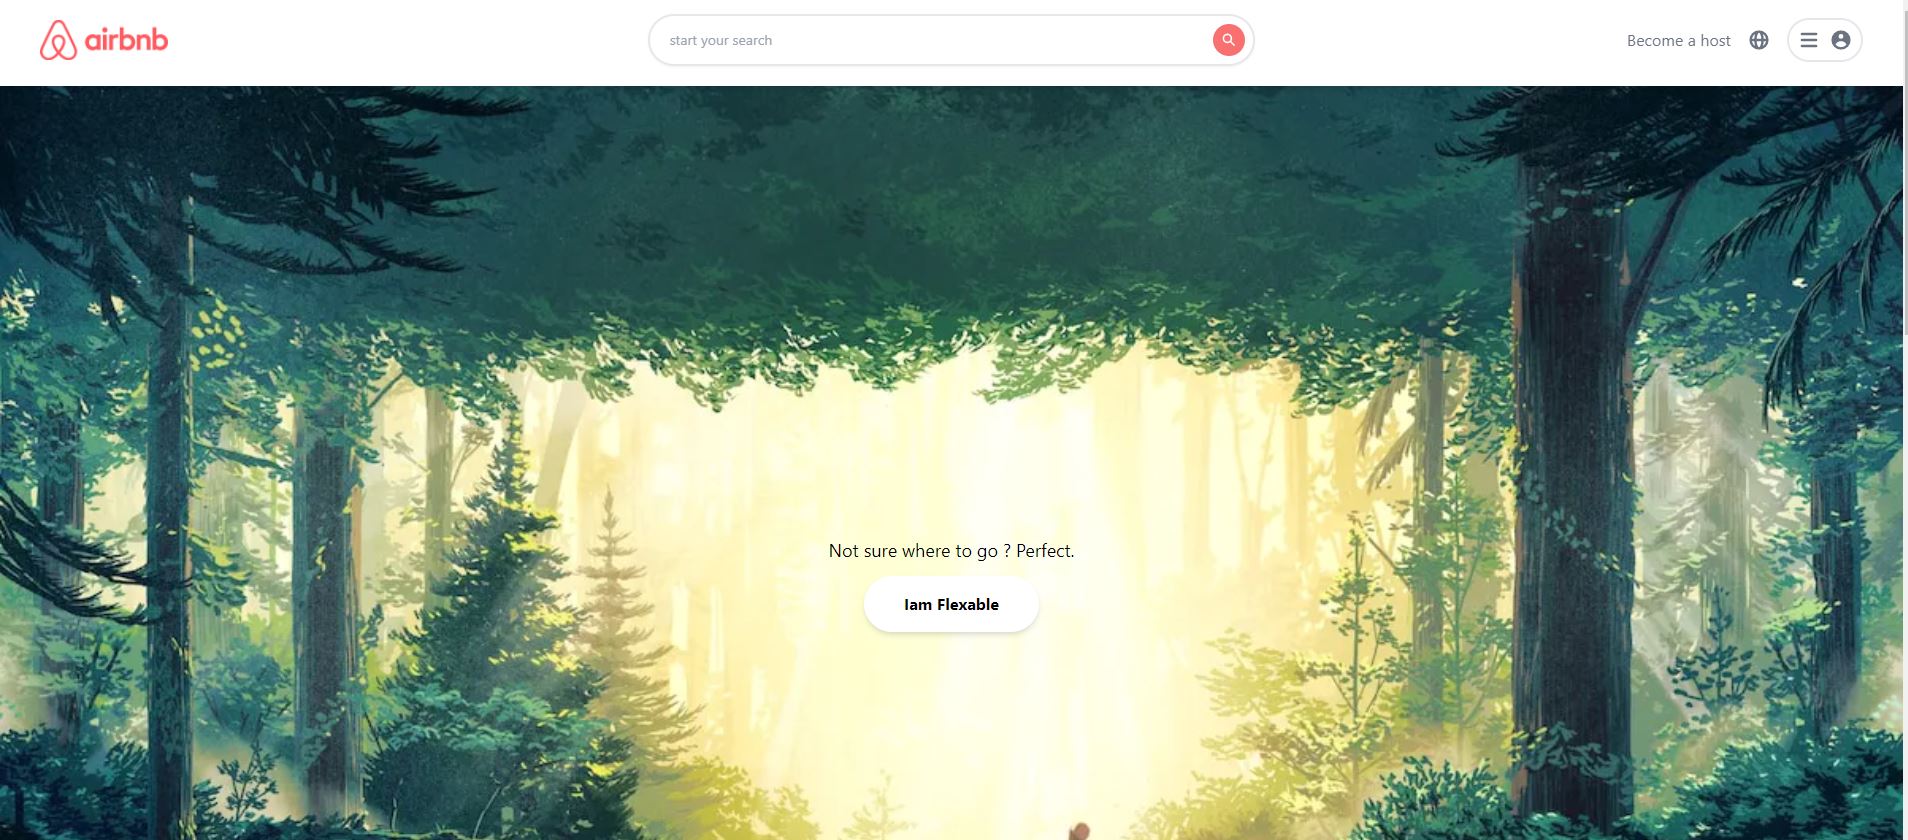 airbnb
start your search
Become a host
Not sure where to go ? Perfect.
Iam Flexable